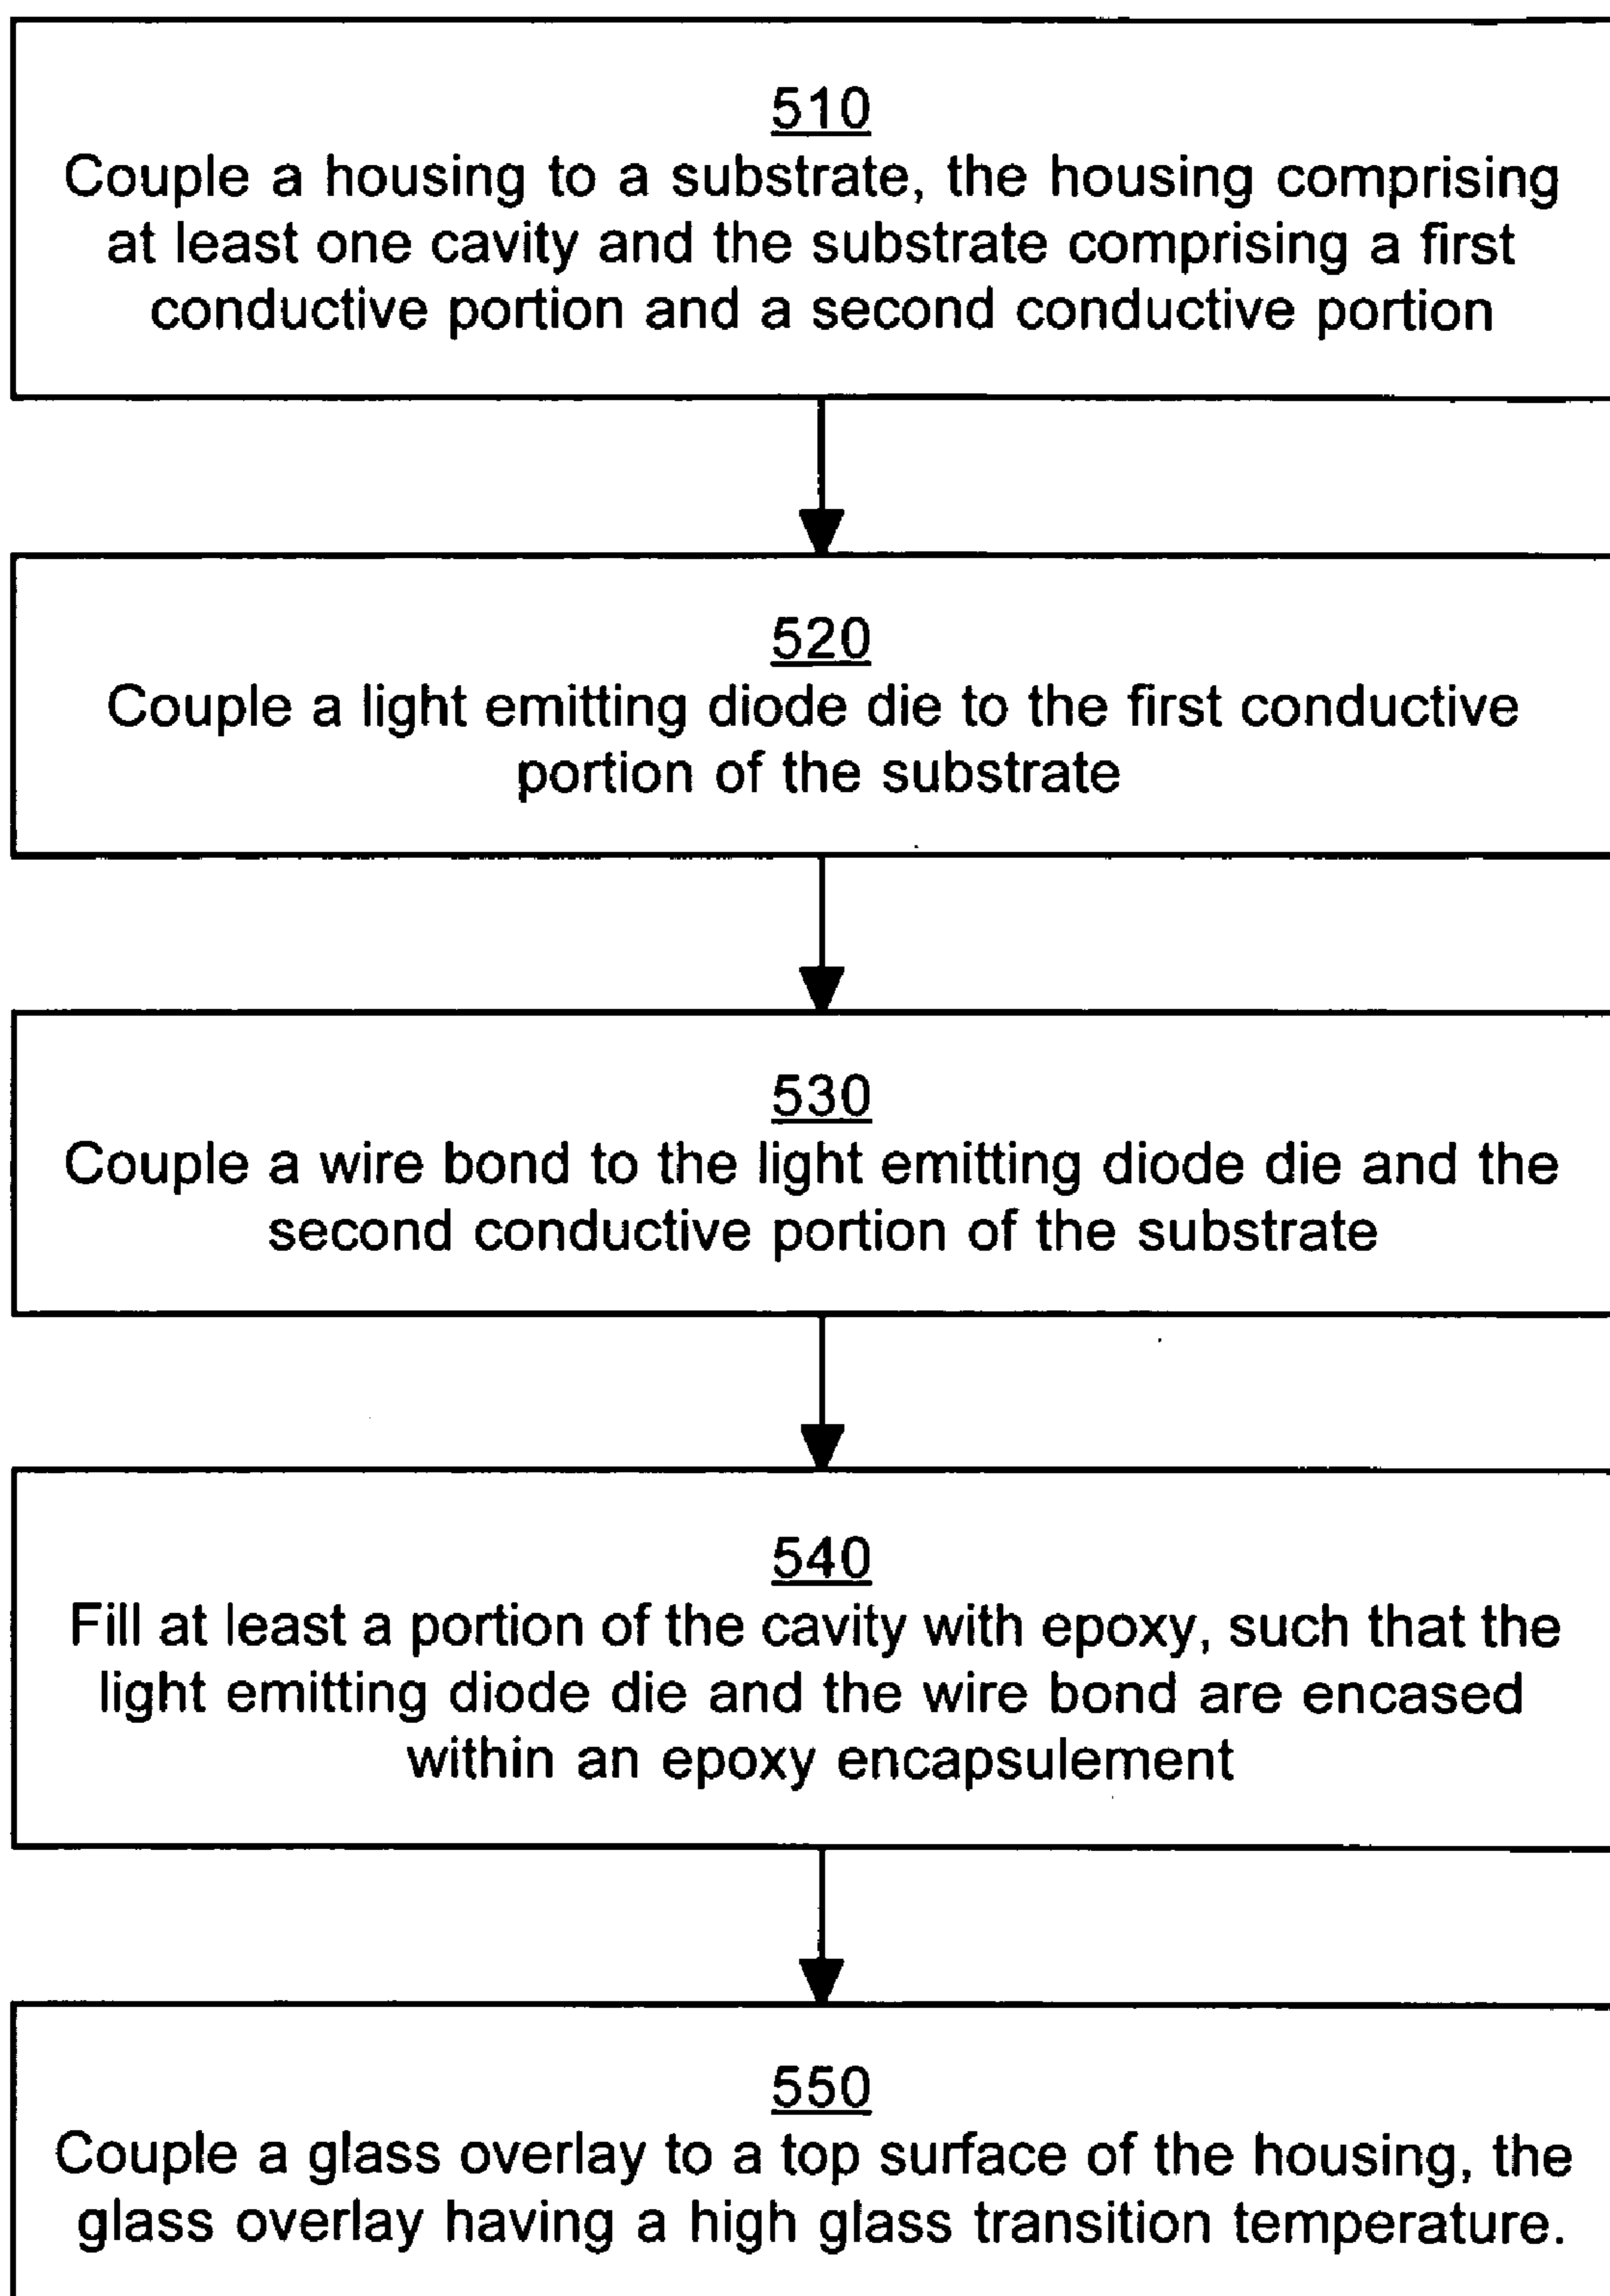 510
Couple a housing to a substrate, the housing comprising
at least one cavity and the substrate comprising a first
conductive portion and a second conductive portion
520
Couple a light emitting diode die to the first conductive
portion of the substrate
530
Couple a wire bond to the light emitting diode die and the
second conductive portion of the substrate
540
Fill at least a portion of the cavity with epoxy, such that the
light emitting diode die and the wire bond are encased
within an epoxy encapsulement
550
Couple a glass overlay to a top surface of the housing, the
glass overlay having a high glass transition temperature.